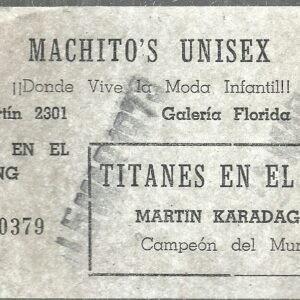 MACHITO'S UNISEX
¡¡Donde Vive la Moda Infantil!!
tín 2301 Galería Florida
EN EL
NG
0379
TITANES EN EL
MARTIN KARADAG
Campeón del Mun